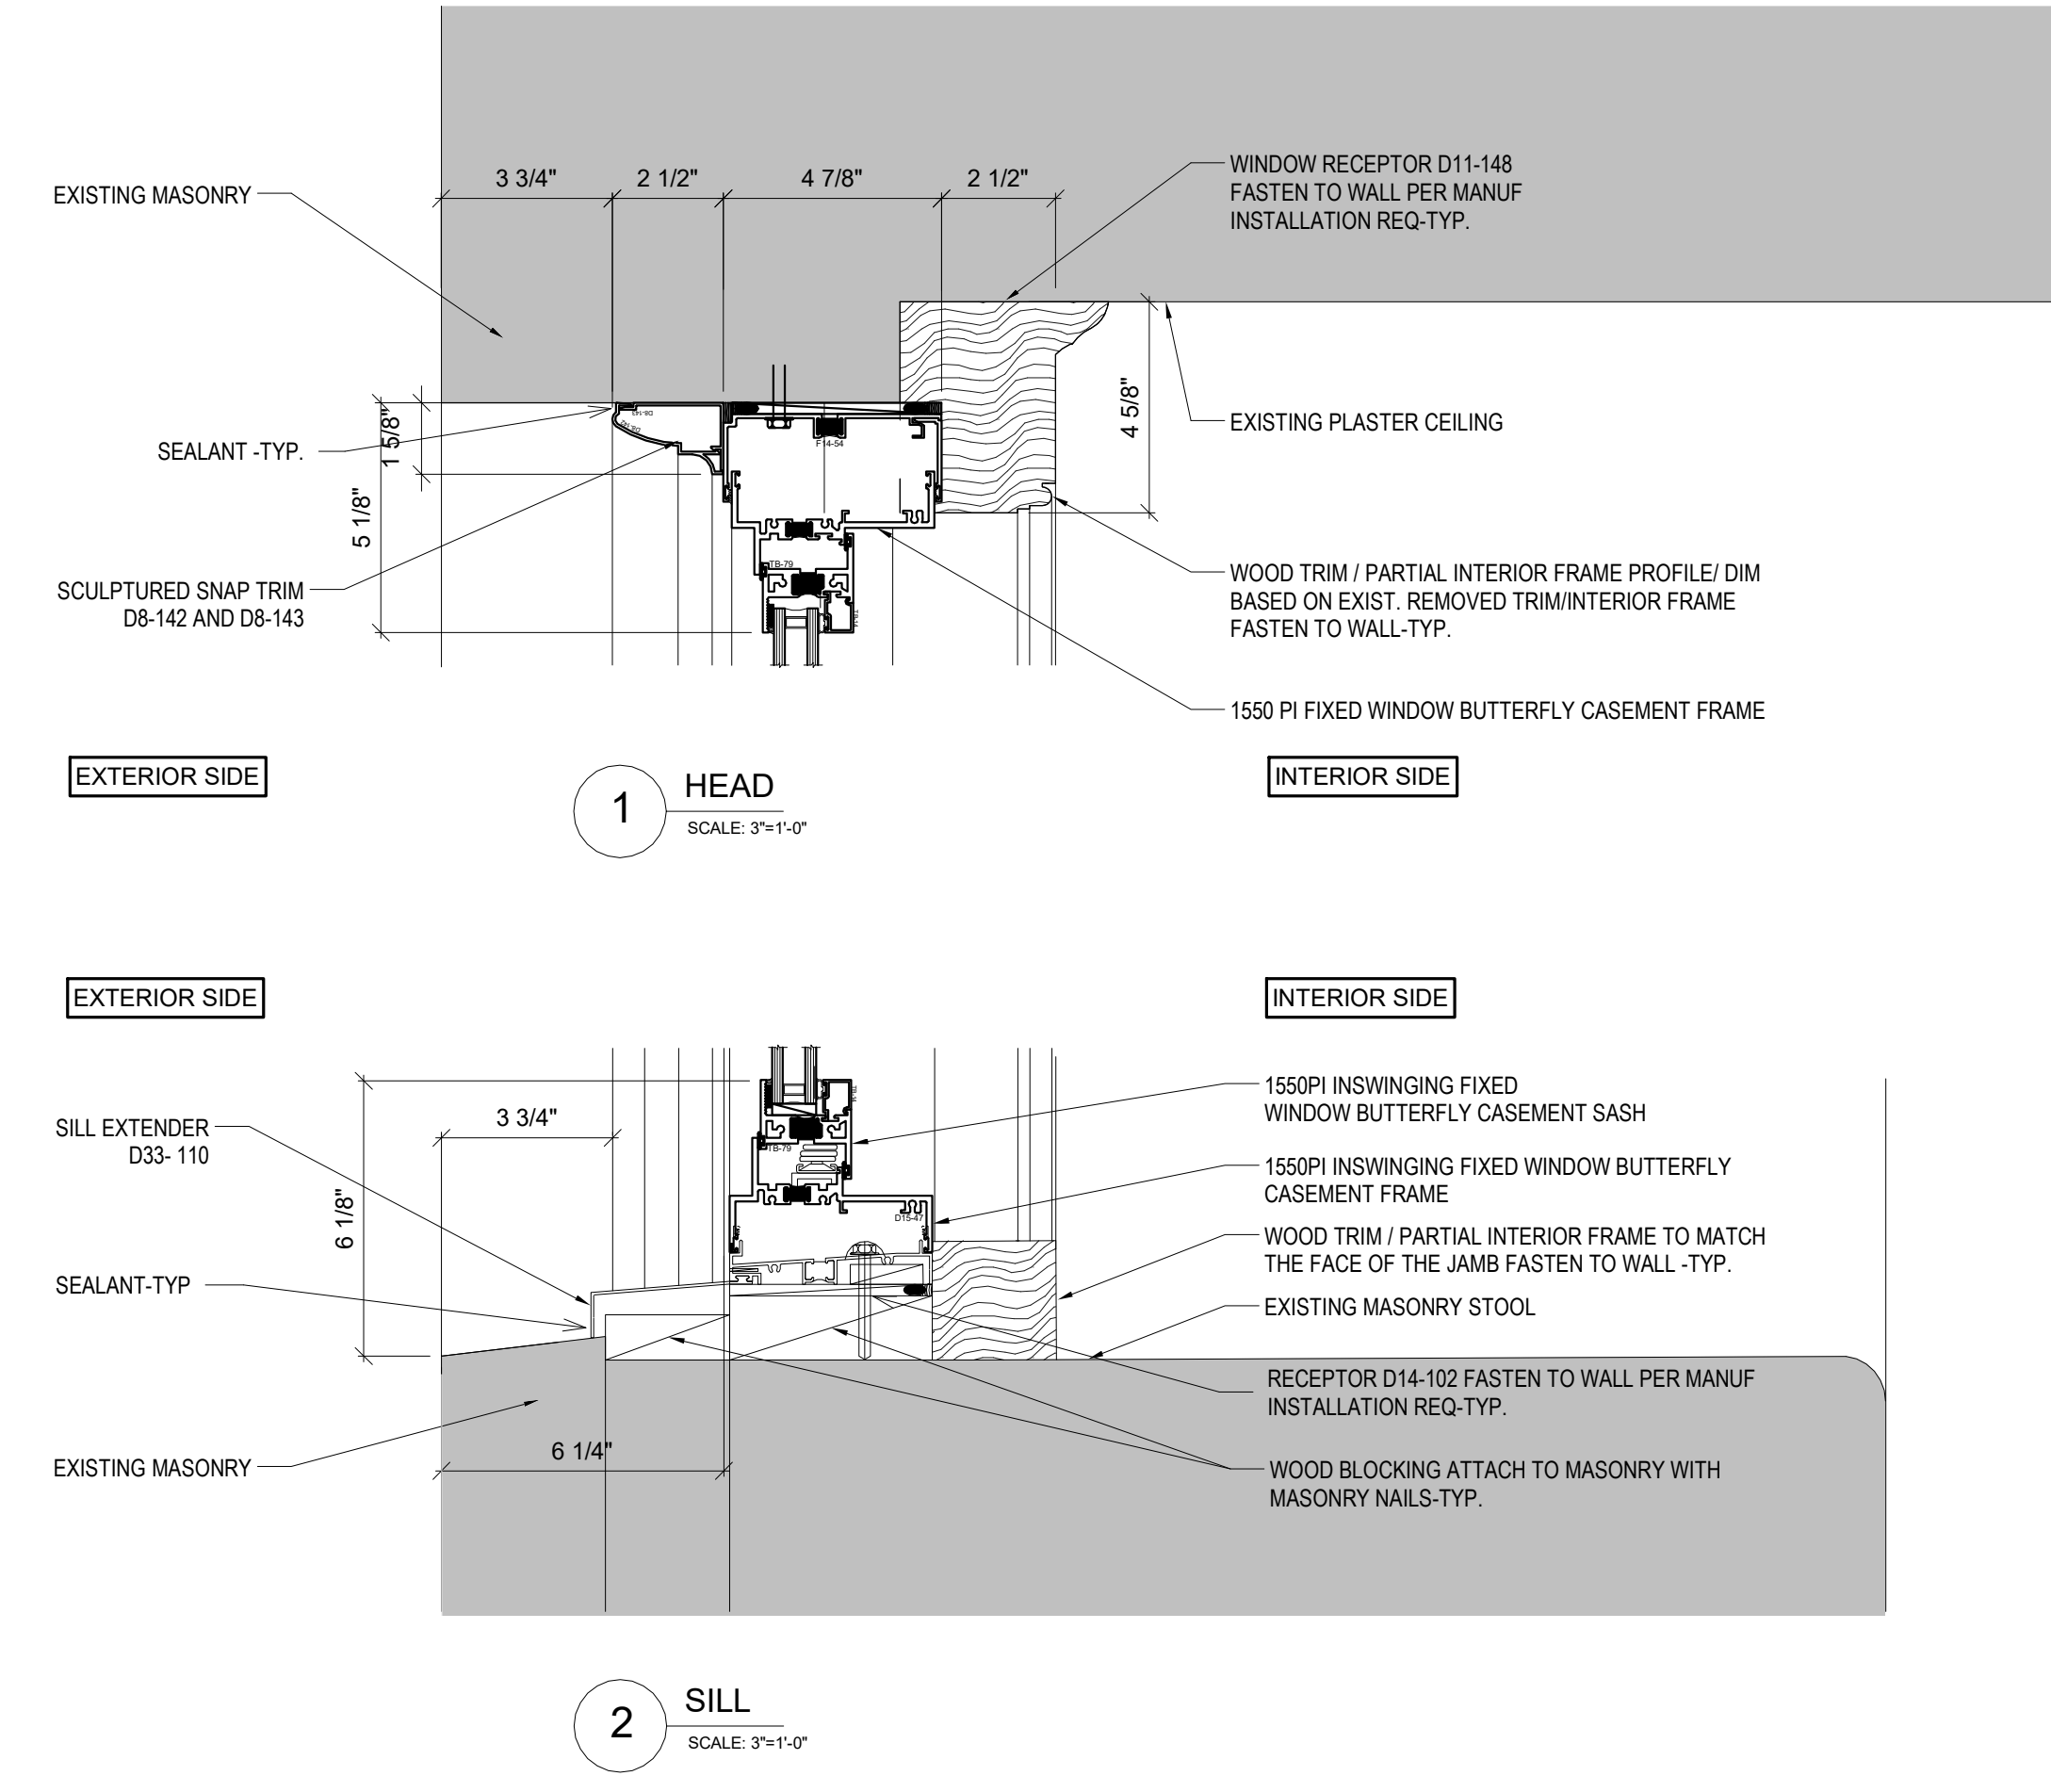 3 3/4"
2 1/2"
4 7/8"
2 1/2"
EXISTING MASONRY
WINDOW RECEPTOR D11-148
FASTEN TO WALL PER MANUF
INSTALLATION REQ-TYP.
1 5/8"
5 1/8"
4 5/8"
D8-143
D8-142
F14-54
SEALANT -TYP.
EXISTING PLASTER CEILING
TB-79
SCULPTURED SNAP TRIM
D8-142 AND D8-143
WOOD TRIM / PARTIAL INTERIOR FRAME PROFILE/ DIM
BASED ON EXIST. REMOVED TRIM/INTERIOR FRAME
FASTEN TO WALL-TYP.
1550 PI FIXED WINDOW BUTTERFLY CASEMENT FRAME
EXTERIOR SIDE
1
HEAD
SCALE: 3"=1'-0"
INTERIOR SIDE
EXTERIOR SIDE
INTERIOR SIDE
3 3/4"
6 1/8"
SILL EXTENDER
D33- 110
1550PI INSWINGING FIXED
WINDOW BUTTERFLY CASEMENT SASH
TB-79
1550PI INSWINGING FIXED WINDOW BUTTERFLY
CASEMENT FRAME
D15-47
WOOD TRIM / PARTIAL INTERIOR FRAME TO MATCH
THE FACE OF THE JAMB FASTEN TO WALL -TYP.
SEALANT-TYP
EXISTING MASONRY STOOL
RECEPTOR D14-102 FASTEN TO WALL PER MANUF
INSTALLATION REQ-TYP.
6 1/4"
EXISTING MASONRY
WOOD BLOCKING ATTACH TO MASONRY WITH
MASONRY NAILS-TYP.
2
SILL
SCALE: 3"=1'-0"